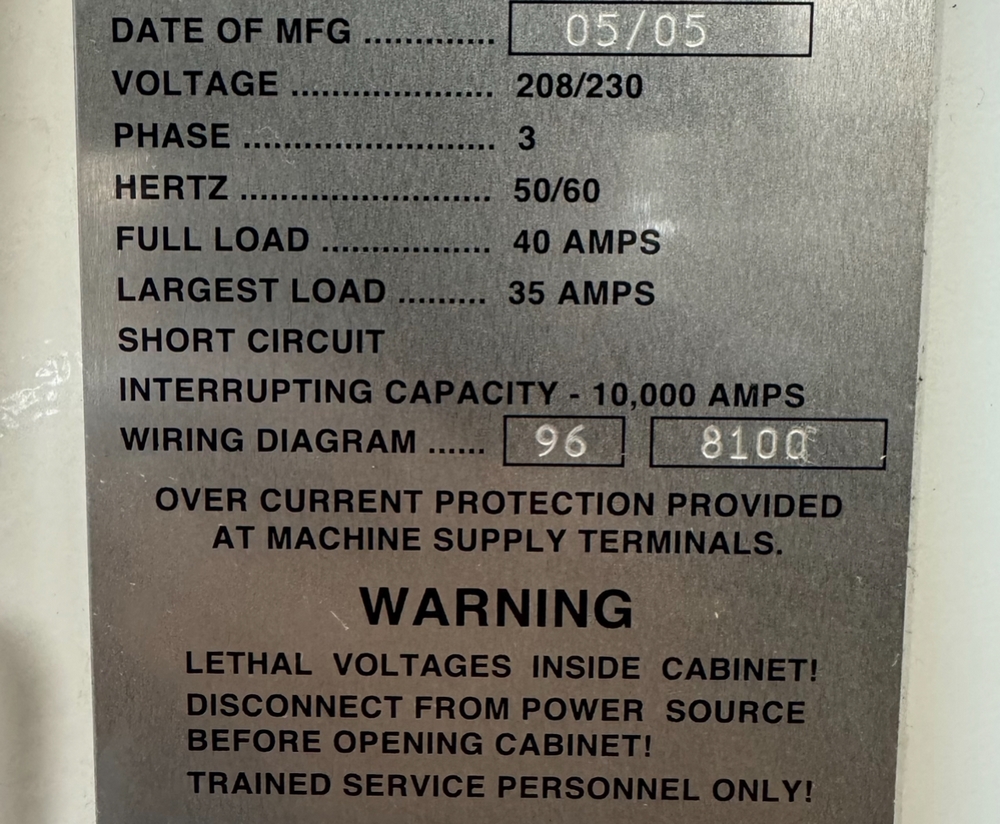 DATE OF MFG ............. 05/05
VOLTAGE .................... 208/230
PHASE ......................... 3
HERTZ ......................... 50/60
FULL LOAD ................. 40 AMPS
LARGEST LOAD ......... 35 AMPS
SHORT CIRCUIT
INTERRUPTING CAPACITY - 10,000 AMPS
WIRING DIAGRAM ...... 96 8100
OVER CURRENT PROTECTION PROVIDED
AT MACHINE SUPPLY TERMINALS.
WARNING
LETHAL VOLTAGES INSIDE CABINET!
DISCONNECT FROM POWER SOURCE
BEFORE OPENING CABINET!
TRAINED SERVICE PERSONNEL ONLY!